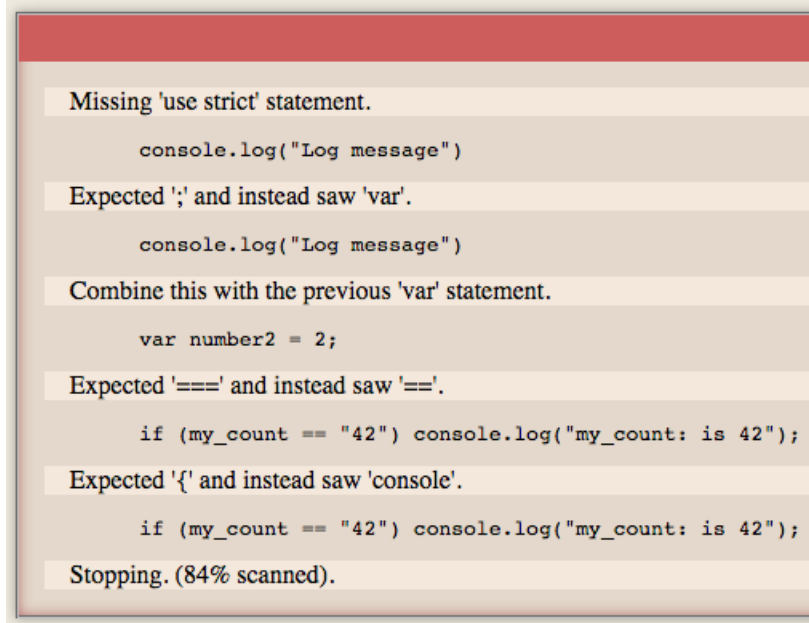 Missing 'use strict' statement.
console.log("Log message")
Expected ';' and instead saw 'var'.
console.log("Log message")
Combine this with the previous 'var' statement.
var number2 = 2;
Expected '===' and instead saw '=='.
if (my_count == "42") console.log("my_count: is 42");
Expected '{' and instead saw 'console'.
if (my_count == "42") console.log("my_count: is 42");
Stopping. (84% scanned).